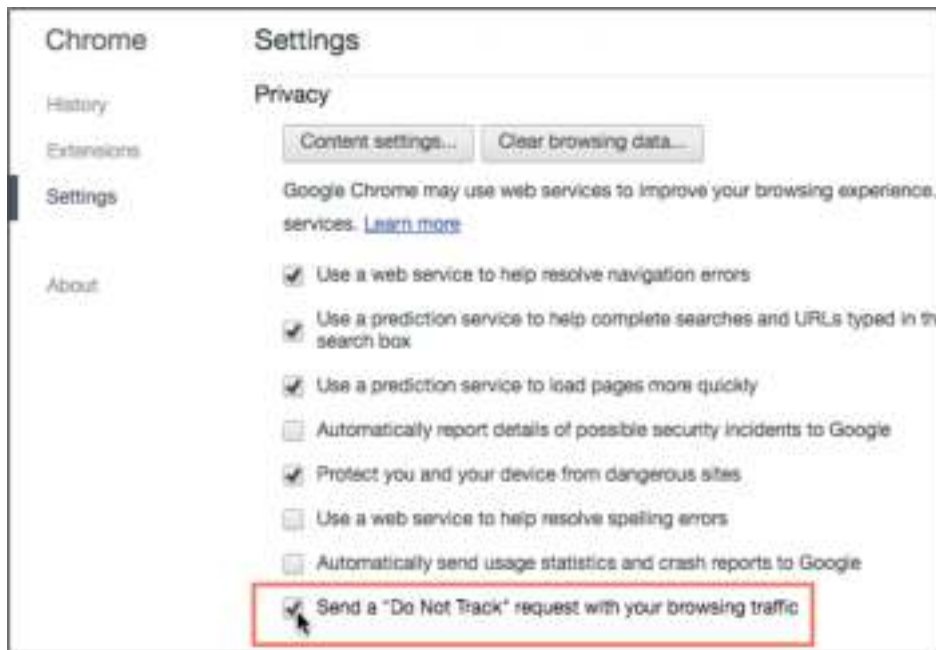 Chrome
Settings
History
Extensions
Settings
About
Privacy
Content settings... Clear browsing data...
Google Chrome may use web services to improve your browsing experience.
services. Learn more
Use a web service to help resolve navigation errors
Use a prediction service to help complete searches and URLs typed in th
search box
Use a prediction service to load pages more quickly
Automatically report details of possible security incidents to Google
Protect you and your device from dangerous sites
Use a web service to help resolve spelling errors
Automatically send usage statistics and crash reports to Google
Send a "Do Not Track" request with your browsing traffic